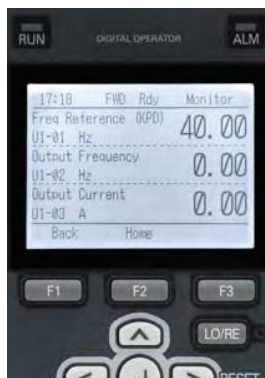 RUN DIGITAL OPERATOR ALM
17:18 FWD Rdy Monitor
Freq Reference (KPD)
U1-01 Hz 40.00
Output Frequency
U1-02 Hz 0.00
Output Current
U1-03 A 0.00
Back Home
F1 F2 F3
LO/RE
RESET